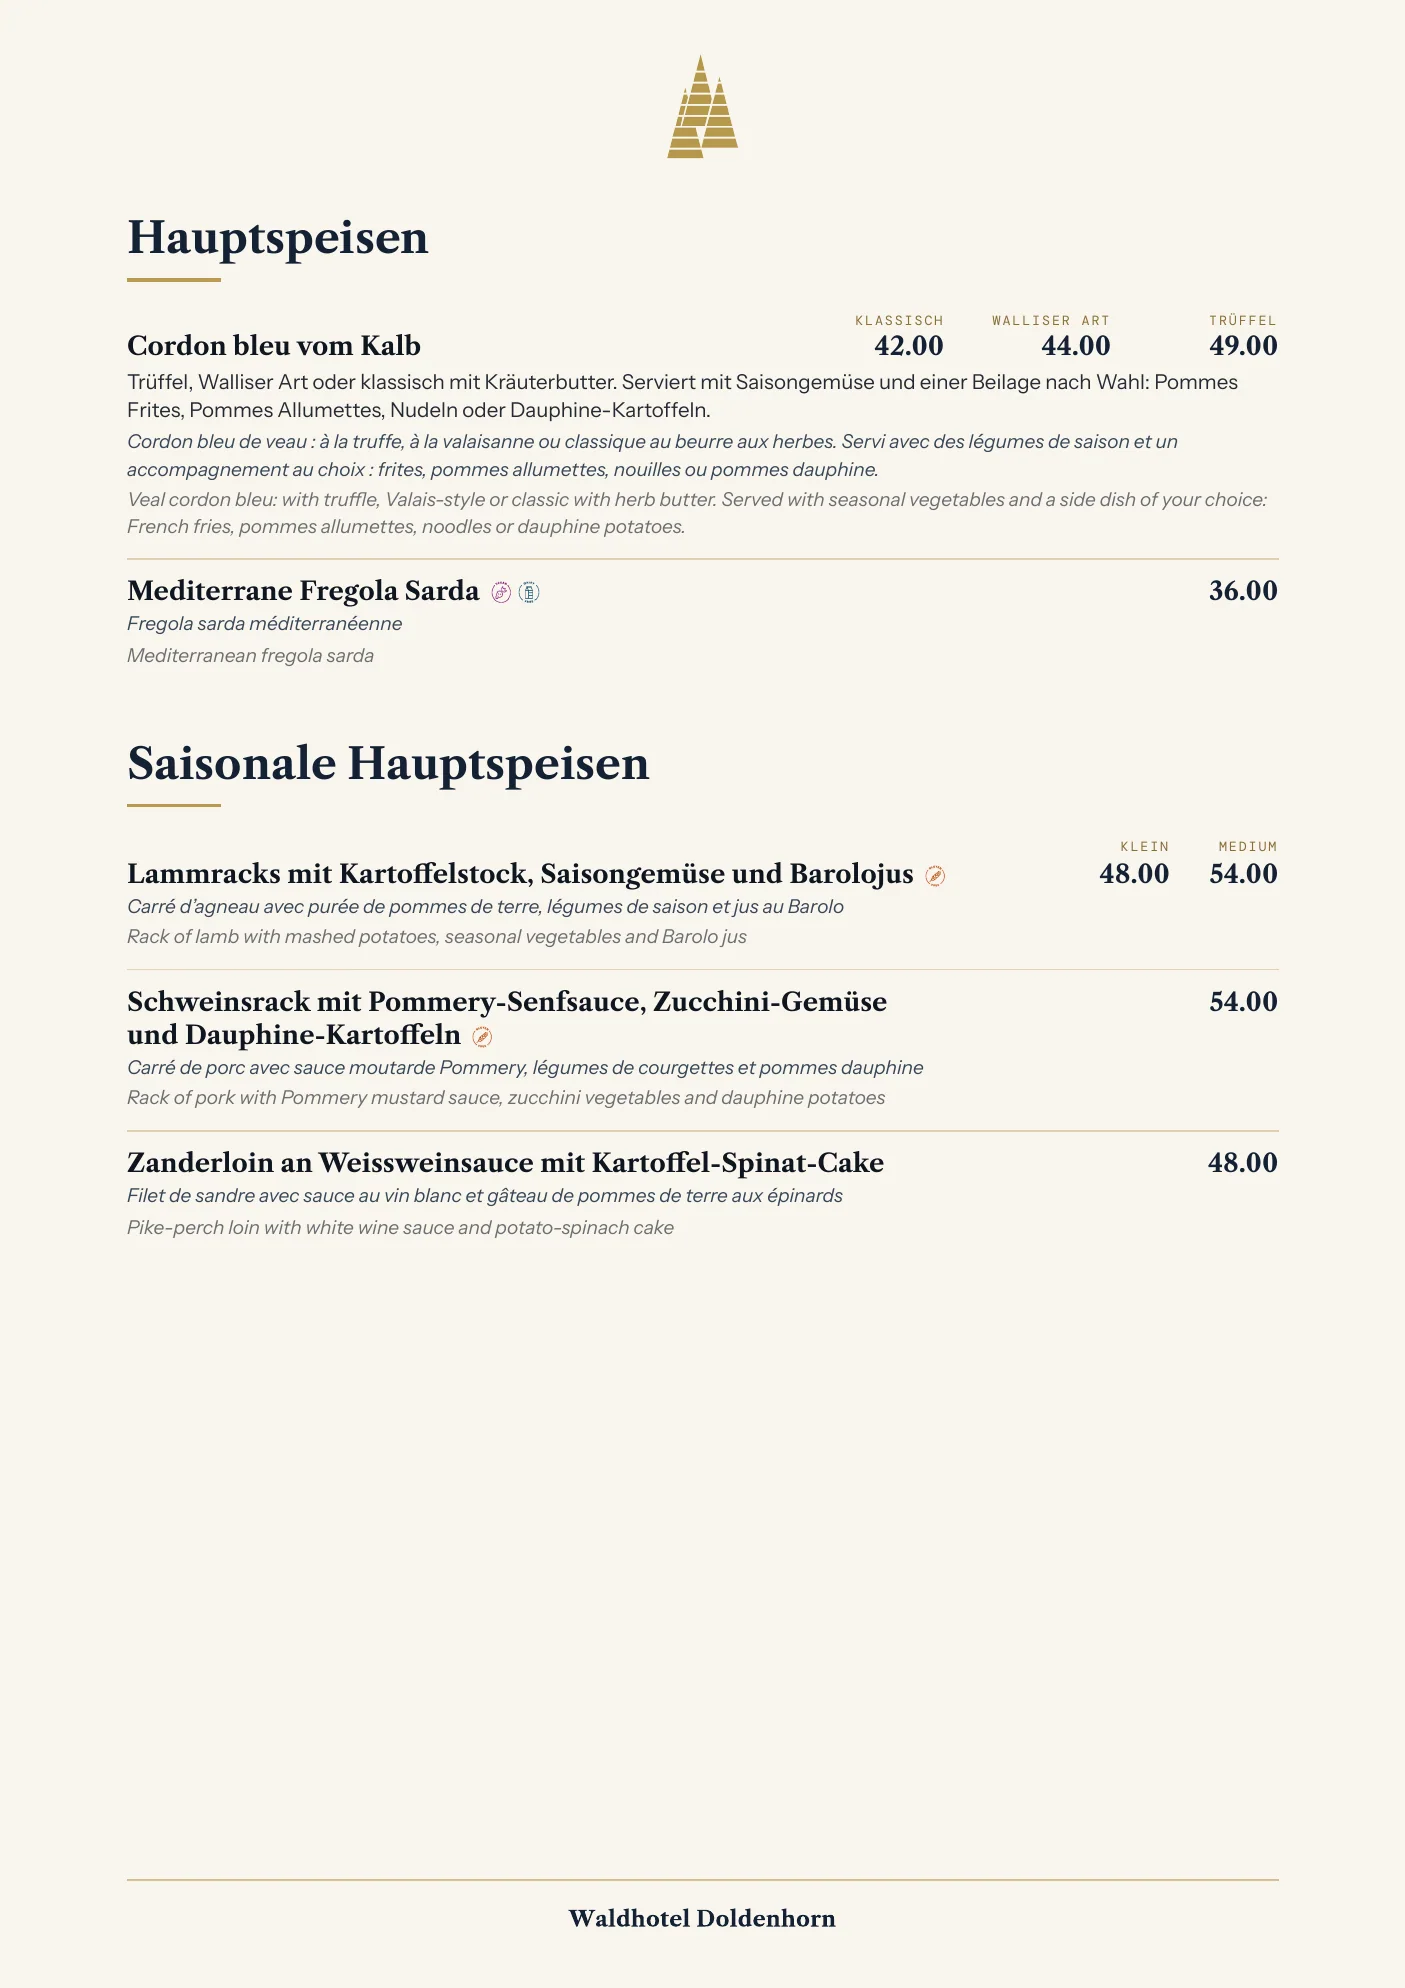 Hauptspeisen
KLASSISCH WALLISER ART TRÜFFEL
Cordon bleu vom Kalb 42.00 44.00 49.00
Trüffel, Walliser Art oder klassisch mit Kräuterbutter. Serviert mit Saisongemüse und einer Beilage nach Wahl: Pommes
Frites, Pommes Allumettes, Nudeln oder Dauphine-Kartoffeln.
Cordon bleu de veau : à la truffe, à la valaisanne ou classique au beurre aux herbes. Servi avec des légumes de saison et un
accompagnement au choix : frites, pommes allumettes, nouilles ou pommes dauphine.
Veal cordon bleu: with truffle, Valais-style or classic with herb butter. Served with seasonal vegetables and a side dish of your choice:
French fries, pommes allumettes, noodles or dauphine potatoes.
Mediterrane Fregola Sarda 36.00
Fregola sarda méditerranéenne
Mediterranean fregola sarda
Saisonale Hauptspeisen
KLEIN MEDIUM
Lammracks mit Kartoffelstock, Saisongemüse und Barolojus 48.00 54.00
Carré d’agneau avec purée de pommes de terre, légumes de saison et jus au Barolo
Rack of lamb with mashed potatoes, seasonal vegetables and Barolo jus
Schweinsrack mit Pommery-Senfsauce, Zucchini-Gemüse 54.00
und Dauphine-Kartoffeln
Carré de porc avec sauce moutarde Pommery, légumes de courgettes et pommes dauphine
Rack of pork with Pommery mustard sauce, zucchini vegetables and dauphine potatoes
Zanderloin an Weissweinsauce mit Kartoffel-Spinat-Cake 48.00
Filet de sandre avec sauce au vin blanc et gâteau de pommes de terre aux épinards
Pike-perch loin with white wine sauce and potato-spinach cake
Waldhotel Doldenhorn